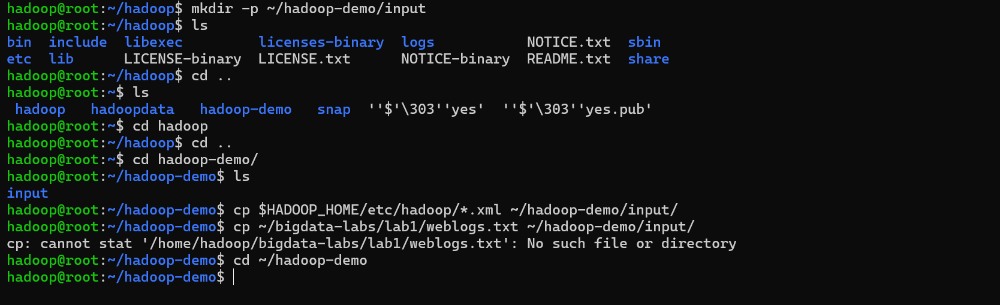 hadoop@root:~/hadoop$ mkdir -p ~/hadoop-demo/input
hadoop@root:~/hadoop$ ls
bin  include  libexec         licenses-binary  logs           NOTICE.txt  sbin
etc  lib      LICENSE-binary  LICENSE.txt      NOTICE-binary  README.txt  share
hadoop@root:~/hadoop$ cd ..
hadoop@root:~$ ls
 hadoop   hadoopdata   hadoop-demo   snap  ''$'\303''yes'  ''$'\303''yes.pub'
hadoop@root:~$ cd hadoop
hadoop@root:~/hadoop$ cd ..
hadoop@root:~$ cd hadoop-demo/
hadoop@root:~/hadoop-demo$ ls
input
hadoop@root:~/hadoop-demo$ cp $HADOOP_HOME/etc/hadoop/*.xml ~/hadoop-demo/input/
hadoop@root:~/hadoop-demo$ cp ~/bigdata-labs/lab1/weblogs.txt ~/hadoop-demo/input/
cp: cannot stat '/home/hadoop/bigdata-labs/lab1/weblogs.txt': No such file or directory
hadoop@root:~/hadoop-demo$ cd ~/hadoop-demo
hadoop@root:~/hadoop-demo$